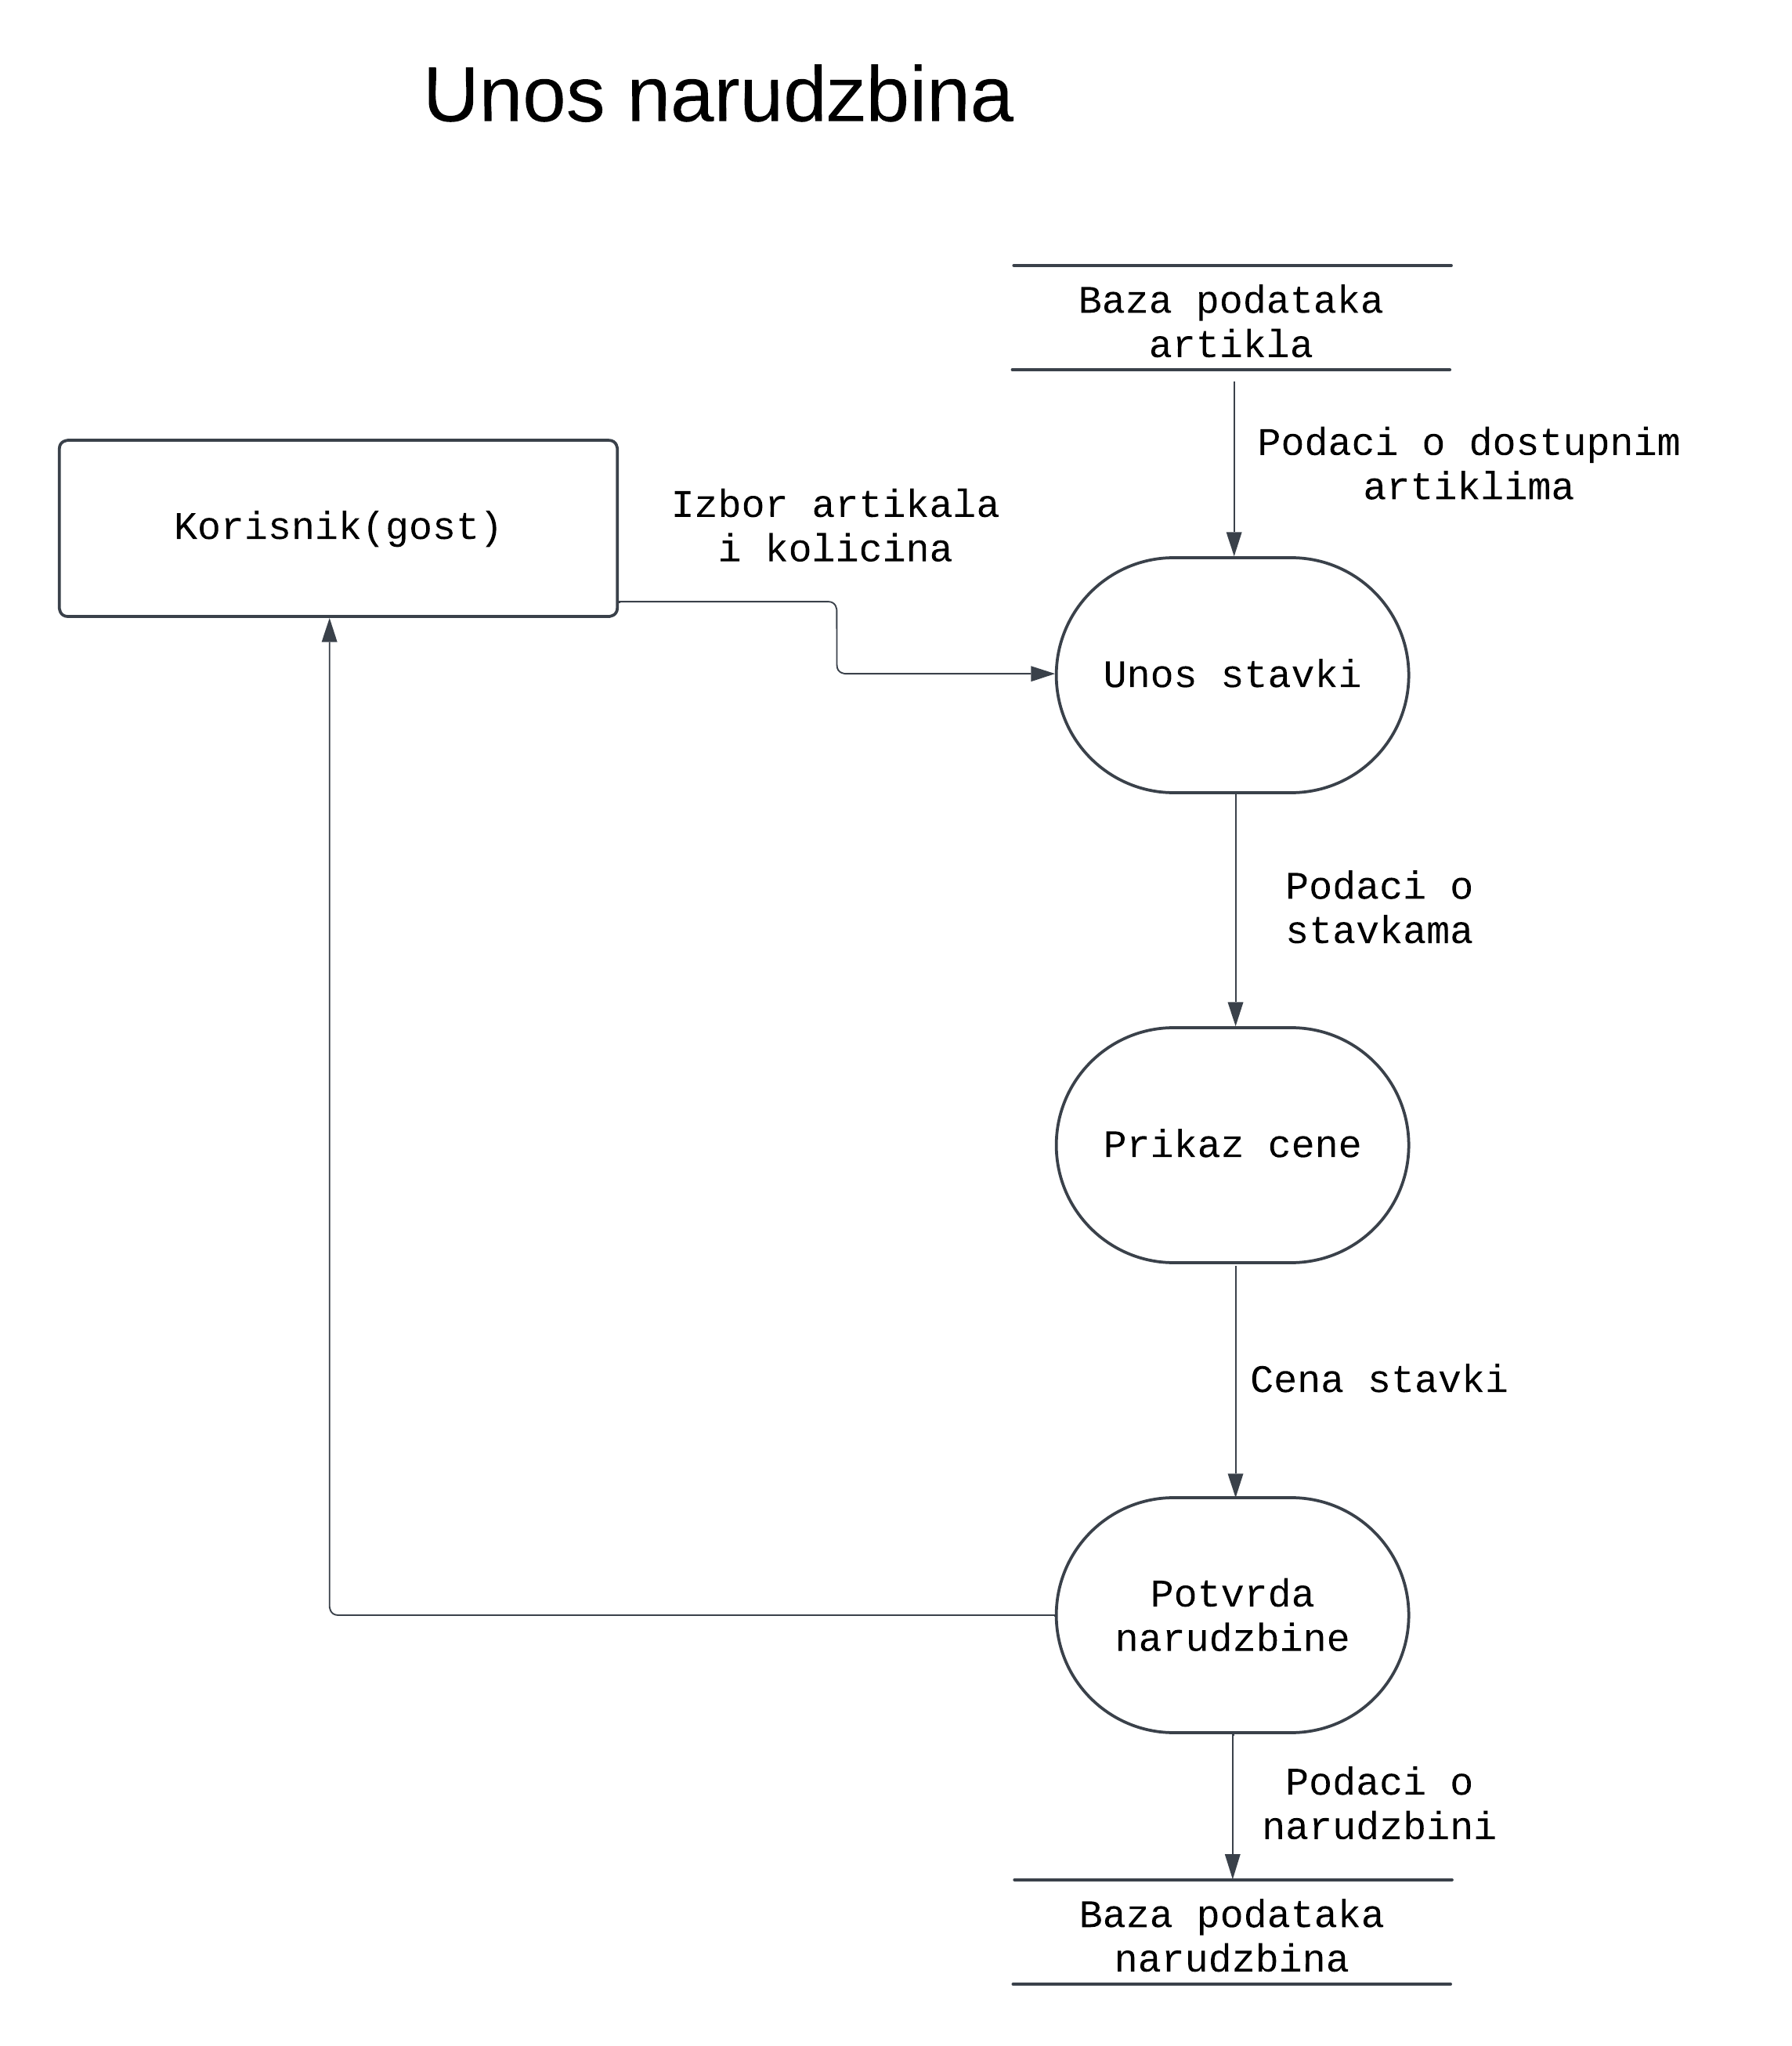 Unos narudzbina
Baza podataka
artikla
Podaci o dostupnim
artiklima
Korisnik(gost)
Izbor artikala
i kolicina
Unos stavki
Podaci o
stavkama
Prikaz cene
Cena stavki
Potvrda
narudzbine
Podaci o
narudzbini
Baza podataka
narudzbina